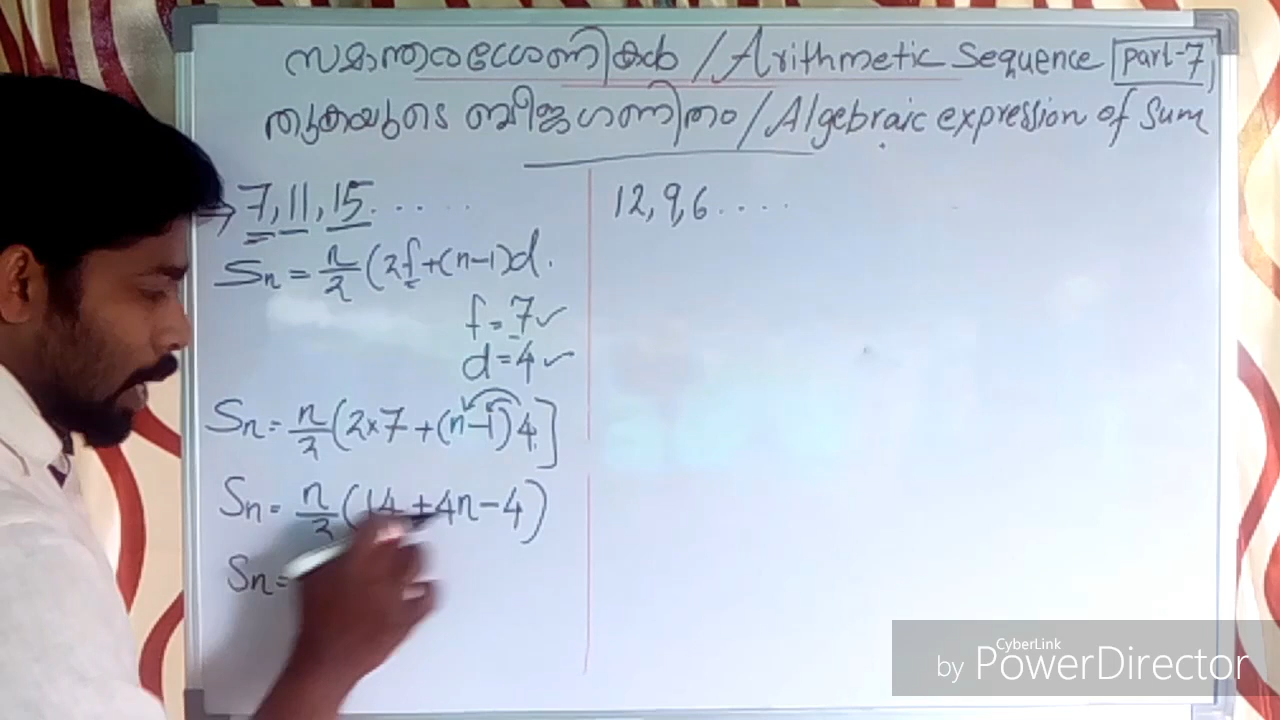 സമാന്തരശ്രേണികൾ / Arithmetic Sequence part-7
തുകയുടെ ബീജഗണിതം / Algebraic expression of Sum
→ 7, 11, 15......
Sn = n/2 (2f+(n-1)d.
f = 7 ✓
d = 4 ✓
Sn = n/2 (2×7 + (n-1) 4]
Sn = n/2 (14 + 4n - 4)
Sn =
12, 9, 6 ....
CyberLink
by PowerDirector